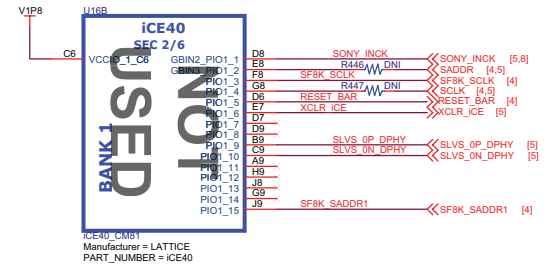 V1P8
U16B
iCE40
SEC 2/6
BANK 1
NOT
USED
C6 VCCIO_1_C6
GBIN2_PIO1_1 D8 SONY_INCK SONY_INCK [5,8]
GBIN3_PIO1_2 E8 R446 DNI SADDR [4,5]
PIO1_3 F8 SF8K_SCLK SF8K_SCLK [4]
PIO1_4 G8 R447 DNI SCLK [4,5]
PIO1_5 D6 RESET_BAR RESET_BAR [4]
PIO1_6 E7 XCLR_iCE XCLR_iCE [5]
PIO1_7 D7
PIO1_8 D9
PIO1_9 B9 SLVS_0P_DPHY SLVS_0P_DPHY [5]
PIO1_10 C9 SLVS_0N_DPHY SLVS_0N_DPHY [5]
PIO1_11 A9
PIO1_12 H9
PIO1_13 J8
PIO1_14 G9
PIO1_15 J9 SF8K_SADDR1 SF8K_SADDR1 [4]
iCE40_CM81
Manufacturer = LATTICE
PART_NUMBER = iCE40